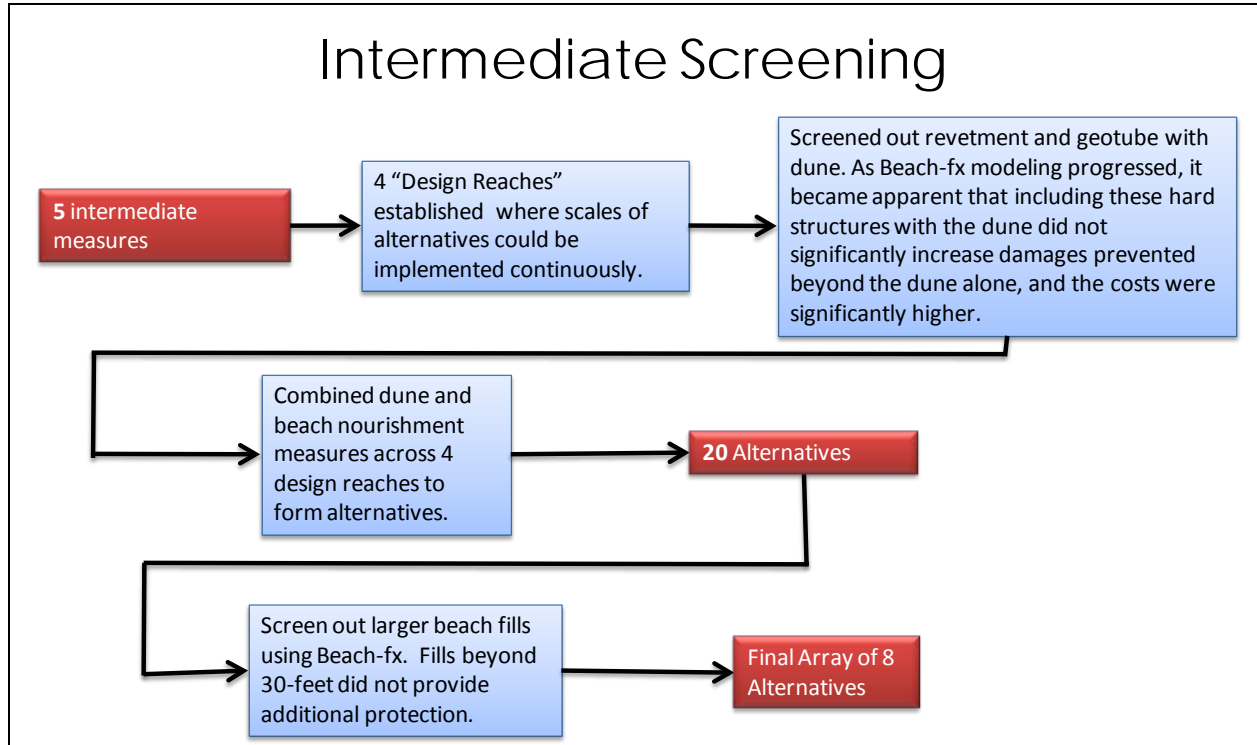 Intermediate Screening
5 intermediate
measures
4 “Design Reaches”
established where scales of
alternatives could be
implemented continuously.
Screened out revetment and geotube with
dune. As Beach-fx modeling progressed, it
became apparent that including these hard
structures with the dune did not
significantly increase damages prevented
beyond the dune alone, and the costs were
significantly higher.
Combined dune and
beach nourishment
measures across 4
design reaches to
form alternatives.
20 Alternatives
Screen out larger beach fills
using Beach-fx. Fills beyond
30-feet did not provide
additional protection.
Final Array of 8
Alternatives